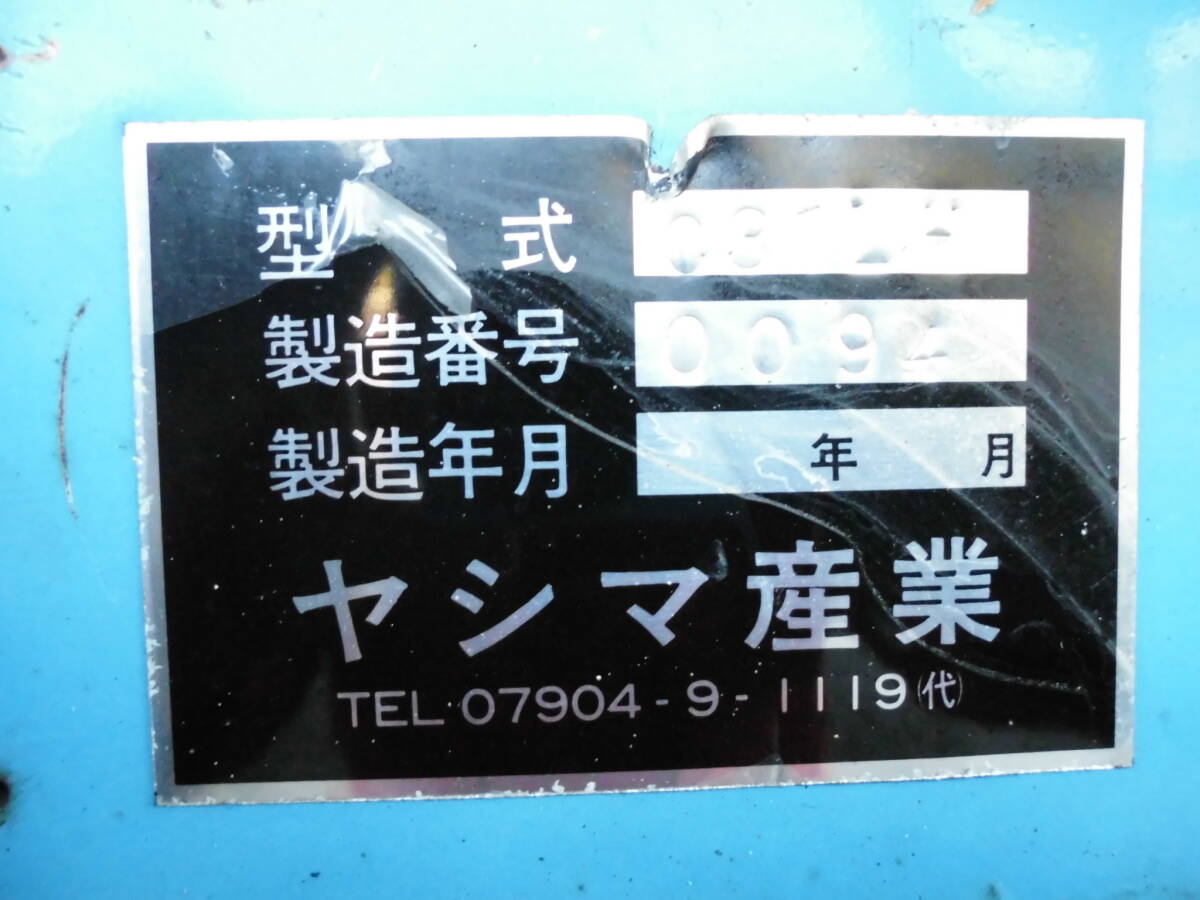 型 式
製造番号
製造年月 年 月
ヤシマ産業
TEL 07904-9-1119(代)